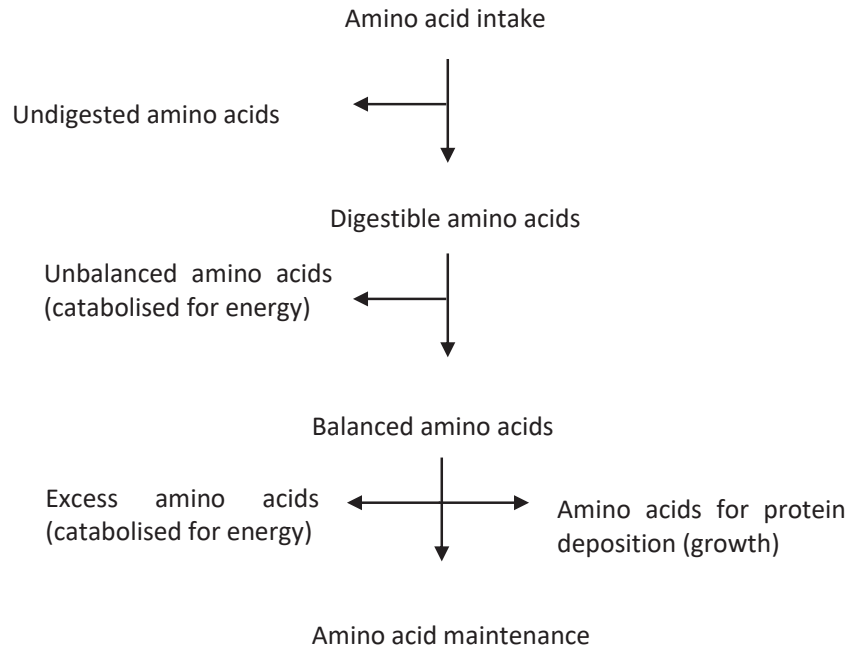 Amino acid intake
Undigested amino acids
Digestible amino acids
Unbalanced amino acids
(catabolised for energy)
Balanced amino acids
Excess amino acids
(catabolised for energy)
Amino acids for protein
deposition (growth)
Amino acid maintenance